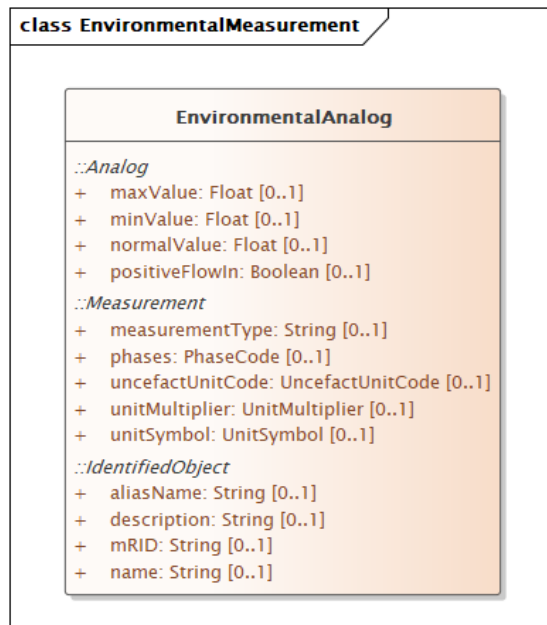 class EnvironmentalMeasurement
EnvironmentalAnalog
::Analog
+ maxValue: Float [0..1]
+ minValue: Float [0..1]
+ normalValue: Float [0..1]
+ positiveFlowIn: Boolean [0..1]
::Measurement
+ measurementType: String [0..1]
+ phases: PhaseCode [0..1]
+ uncefactUnitCode: UncefactUnitCode [0..1]
+ unitMultiplier: UnitMultiplier [0..1]
+ unitSymbol: UnitSymbol [0..1]
::IdentifiedObject
+ aliasName: String [0..1]
+ description: String [0..1]
+ mRID: String [0..1]
+ name: String [0..1]